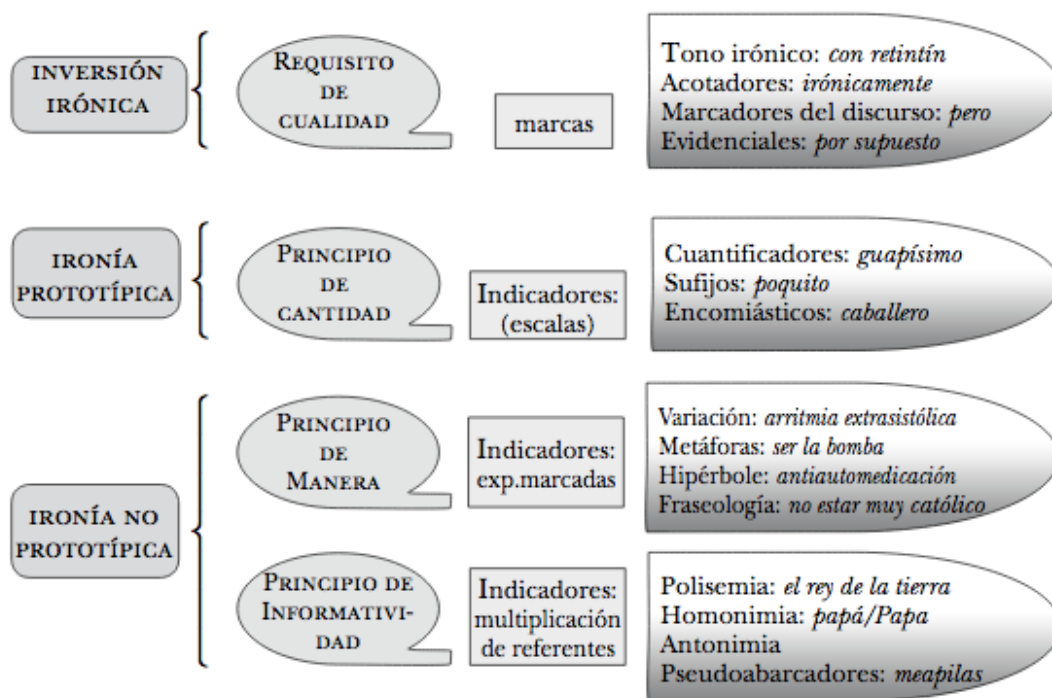 INVERSIÓN
IRÓNICA
REQUISITO
DE
CUALIDAD
marcas
Tono irónico: con retintín
Acotadores: irónicamente
Marcadores del discurso: pero
Evidenciales: por supuesto
IRONÍA
PROTOTÍPICA
PRINCIPIO
DE
CANTIDAD
Indicadores:
(escalas)
Cuantificadores: guapísimo
Sufijos: poquito
Encomiásticos: caballero
IRONÍA NO
PROTOTÍPICA
PRINCIPIO
DE
MANERA
Indicadores:
exp.marcadas
Variación: arritmia extrasistólica
Metáforas: ser la bomba
Hipérbole: antiautomedicación
Fraseología: no estar muy católico
PRINCIPIO DE
INFORMATIVI-
DAD
Indicadores:
multiplicación
de referentes
Polisemia: el rey de la tierra
Homonimia: papá/Papa
Antonimia
Pseudoabarcadores: meapilas